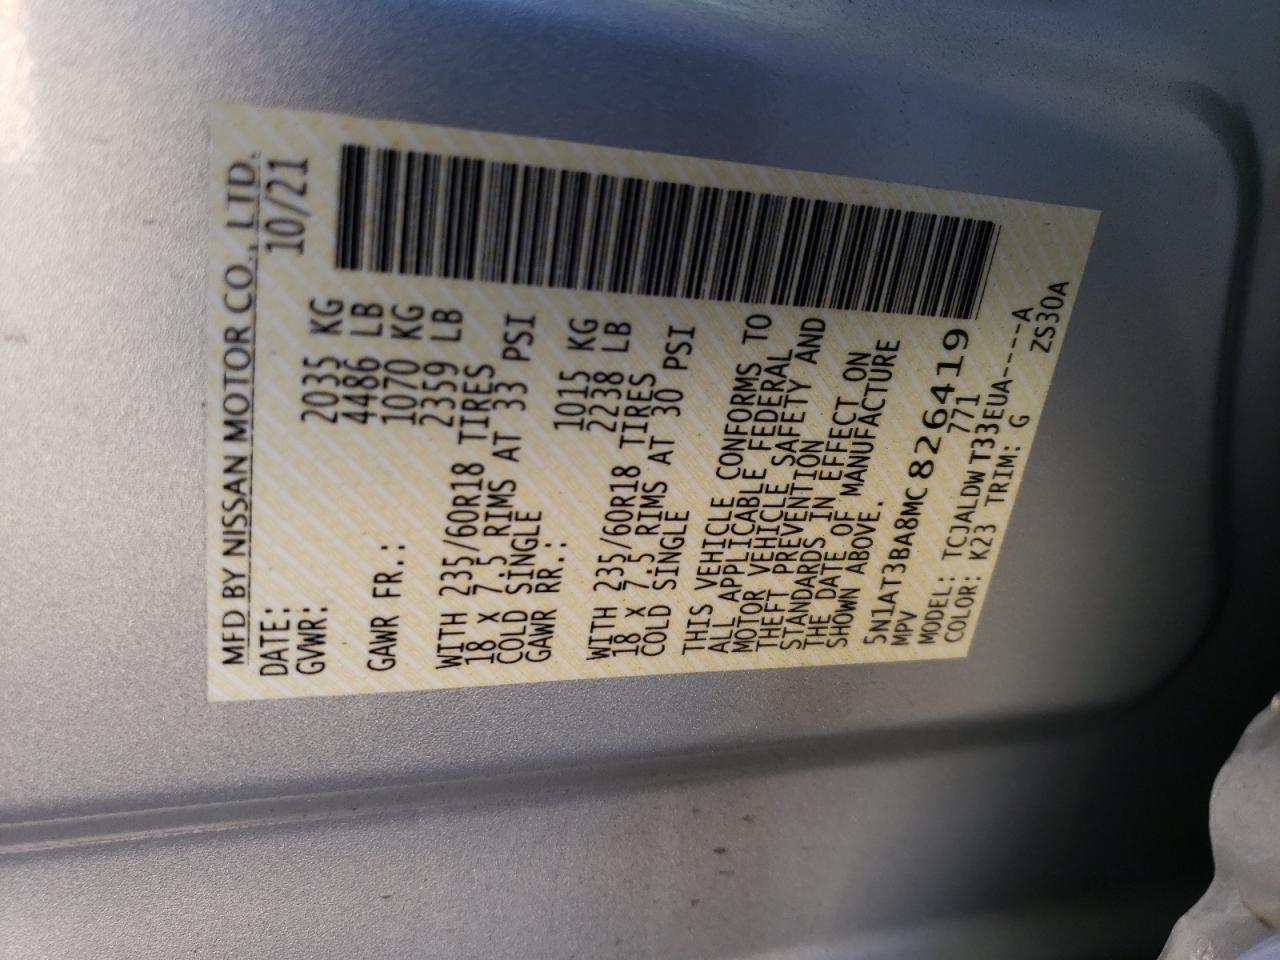 MFD BY NISSAN MOTOR CO., LTD.
DATE: 10/21
GVWR: 2035 KG
4486 LB
GAWR FR.: 1070 KG
2359 LB
WITH 235/60R18 TIRES
18 X 7.5 RIMS AT 33 PSI
COLD SINGLE
GAWR RR.: 1015 KG
2238 LB
WITH 235/60R18 TIRES
18 X 7.5 RIMS AT 30 PSI
COLD SINGLE
THIS VEHICLE CONFORMS TO
ALL APPLICABLE FEDERAL
MOTOR VEHICLE SAFETY AND
THEFT PREVENTION
STANDARDS IN EFFECT ON
THE DATE OF MANUFACTURE
SHOWN ABOVE.
5N1AT3BA8MC826419
MPV 771
MODEL: TCJALDWT33EUA-----A
COLOR: K23 TRIM: G ZS30A